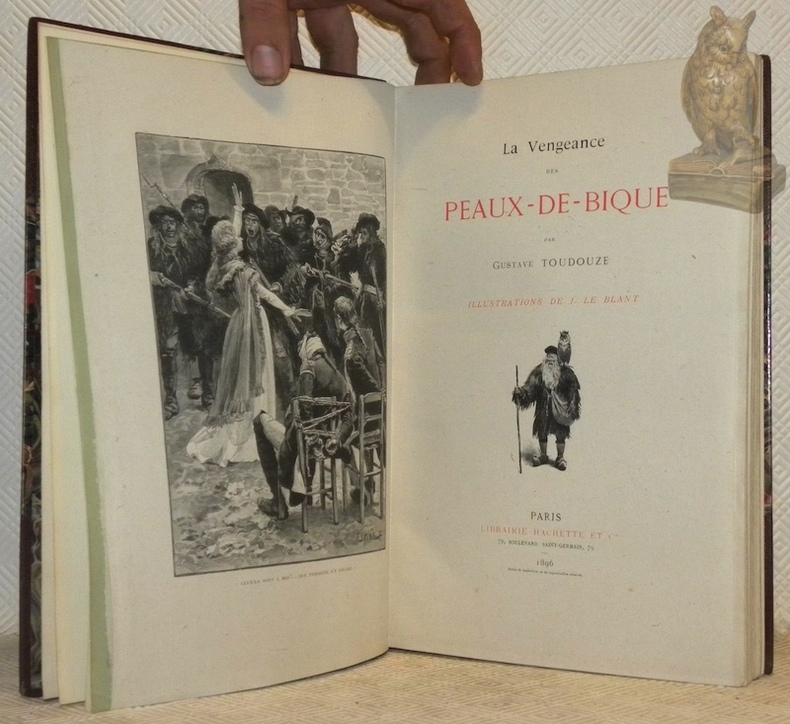 La Vengeance
DES
PEAUX-DE-BIQUE
PAR
GUSTAVE TOUDOUZE
ILLUSTRATIONS DE J. LE BLANT
PARIS
LIBRAIRIE HACHETTE ET Cie
79, BOULEVARD SAINT-GERMAIN, 79
1896